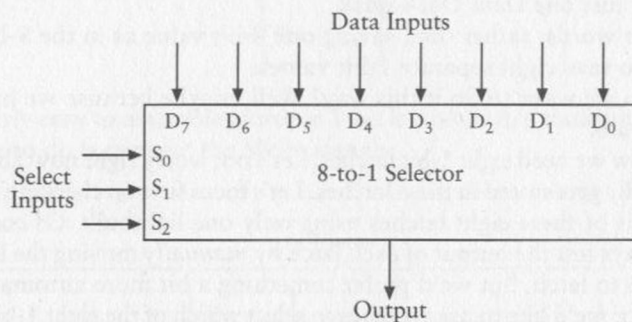 Data Inputs
D₇ D₆ D₅ D₄ D₃ D₂ D₁ D₀
S₀
8-to-1 Selector
Select
Inputs
S₁
S₂
Output